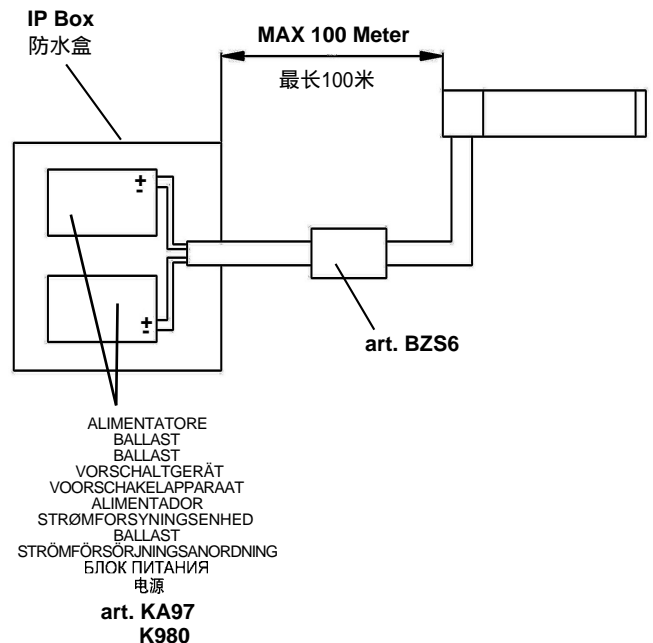 IP Box
防水盒
MAX 100 Meter
最长100米
+
-
+
-
art. BZS6
ALIMENTATORE
BALLAST
BALLAST
VORSCHALTGERÄT
VOORSCHAKELAPPARAAT
ALIMENTADOR
STRØMFORSYNINGSENHED
BALLAST
STRÖMFÖRSÖRJNINGSANORDNING
БЛОК ПИТАНИЯ
电源
art. KA97
K980